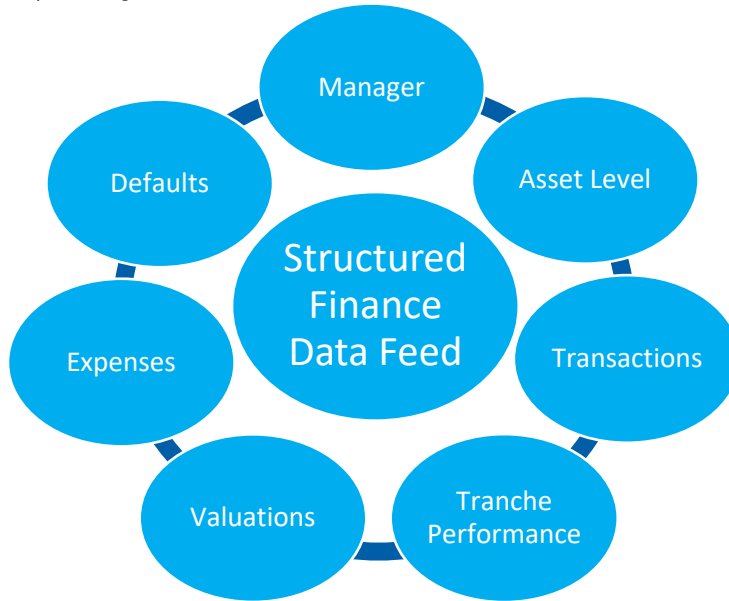 Manager
Defaults
Asset Level
Structured
Finance
Data Feed
Expenses
Transactions
Valuations
Tranche
Performance